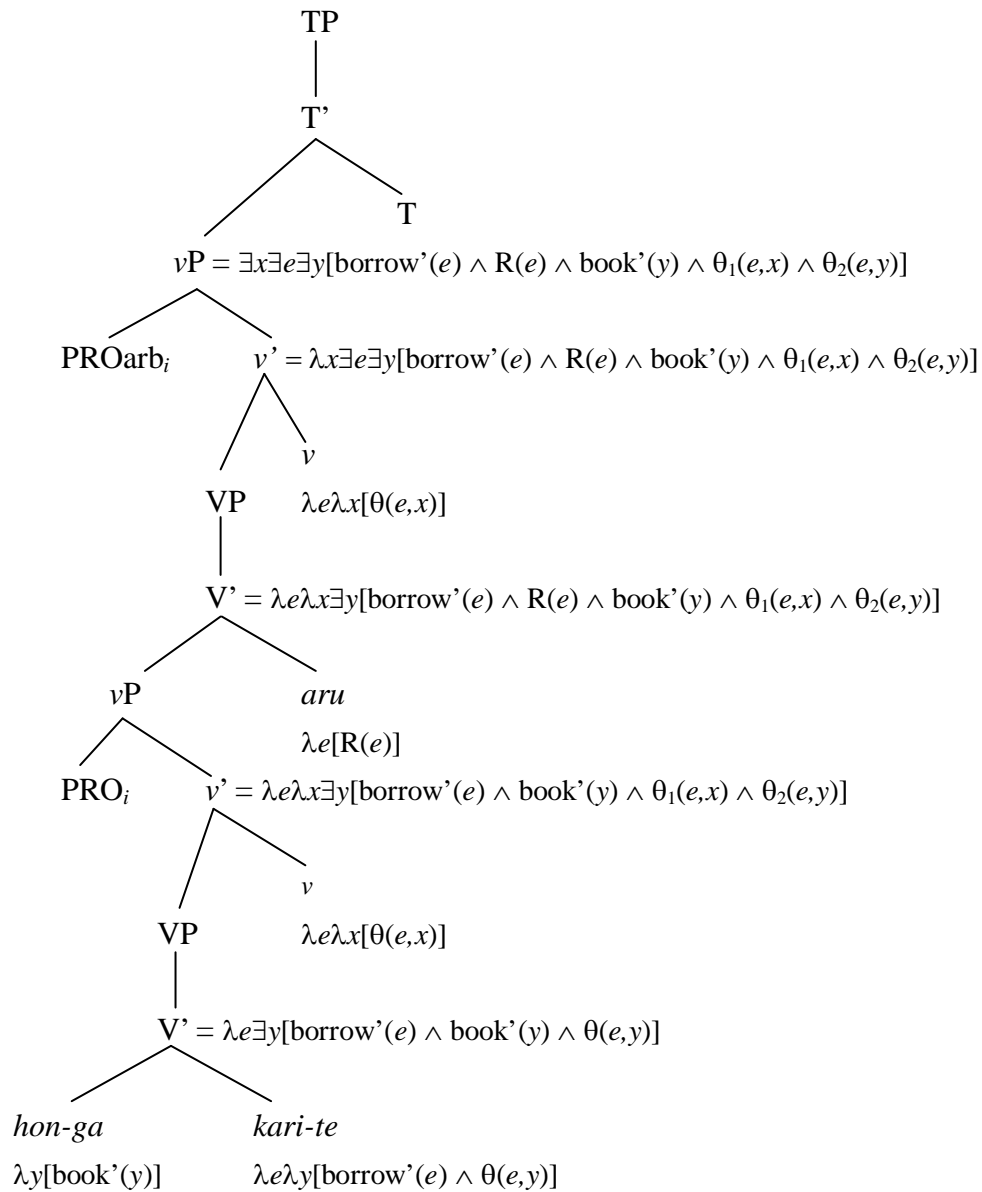 TP
T’
T
vP = ∃x∃e∃y[borrow’(e) ∧ R(e) ∧ book’(y) ∧ θ₁(e,x) ∧ θ₂(e,y)]
PROarbᵢ v’ = λx∃e∃y[borrow’(e) ∧ R(e) ∧ book’(y) ∧ θ₁(e,x) ∧ θ₂(e,y)]
v
VP λeλx[θ(e,x)]
V’ = λeλx∃y[borrow’(e) ∧ R(e) ∧ book’(y) ∧ θ₁(e,x) ∧ θ₂(e,y)]
vP aru
λe[R(e)]
PROᵢ v’ = λeλx∃y[borrow’(e) ∧ book’(y) ∧ θ₁(e,x) ∧ θ₂(e,y)]
v
VP λeλx[θ(e,x)]
V’ = λe∃y[borrow’(e) ∧ book’(y) ∧ θ(e,y)]
hon-ga kari-te
λy[book’(y)] λeλy[borrow’(e) ∧ θ(e,y)]